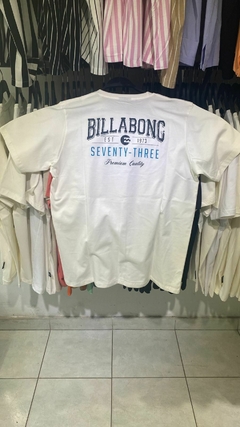 BILLABONG
EST 1973
SEVENTY-THREE
Premium Quality